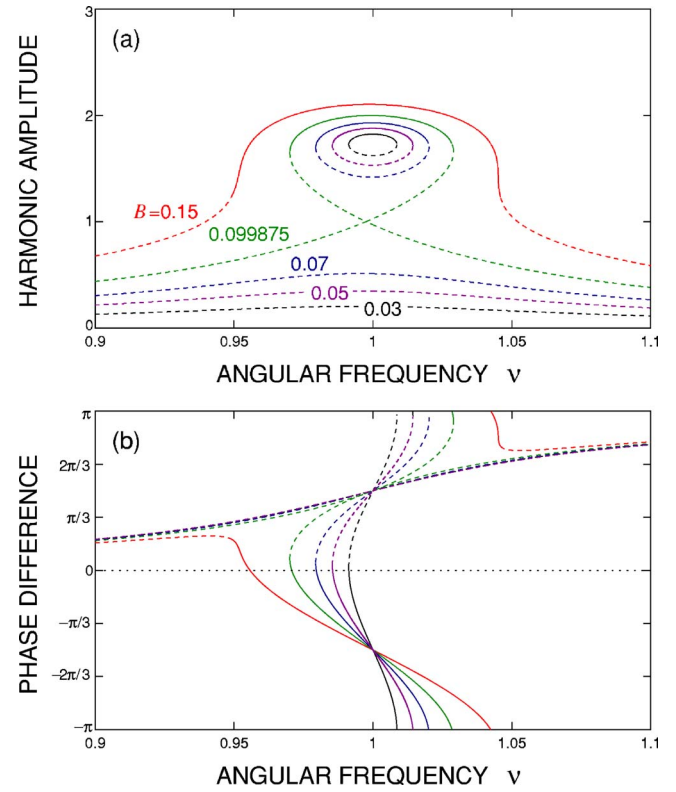 (a)
HARMONIC AMPLITUDE
3
2
1
0
B=0.15
0.099875
0.07
0.05
0.03
0.9 0.95 1 1.05 1.1
ANGULAR FREQUENCY ν
(b)
PHASE DIFFERENCE
π
2π/3
π/3
0
−π/3
−2π/3
−π
0.9 0.95 1 1.05 1.1
ANGULAR FREQUENCY ν